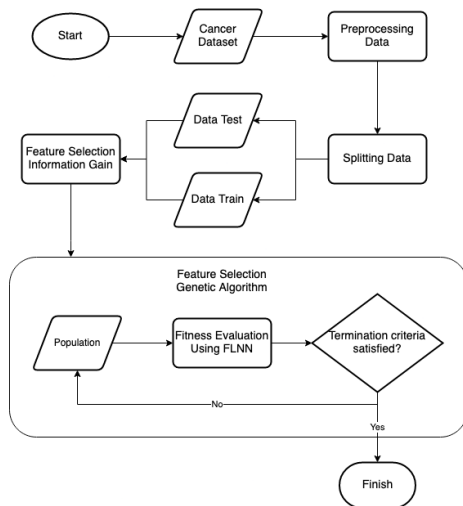 Start
Cancer
Dataset
Preprocessing
Data
Data Test
Feature Selection
Information Gain
Splitting Data
Data Train
Feature Selection
Genetic Algorithm
Population
Fitness Evaluation
Using FLNN
Termination criteria
satisfied?
No
Yes
Finish